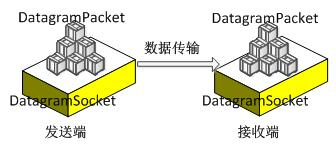 DatagramPacket
DatagramPacket
数据传输
DatagramSocket
DatagramSocket
发送端
接收端